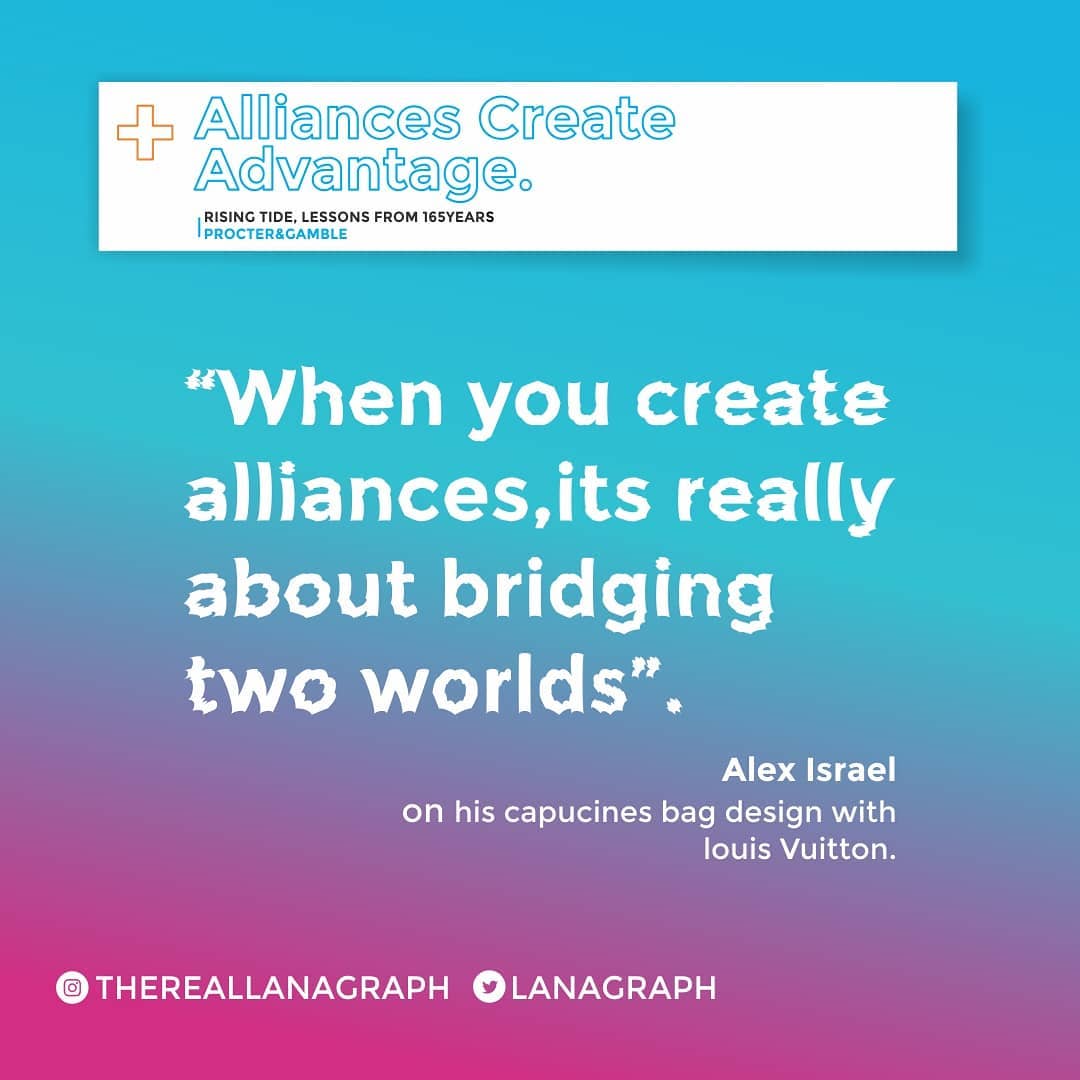 Alliances Create
Advantage.
RISING TIDE, LESSONS FROM 165YEARS
PROCTER&GAMBLE
“When you create
alliances,its really
about bridging
two worlds”.
Alex Israel
on his capucines bag design with
louis Vuitton.
THEREALLANAGRAPH LANAGRAPH